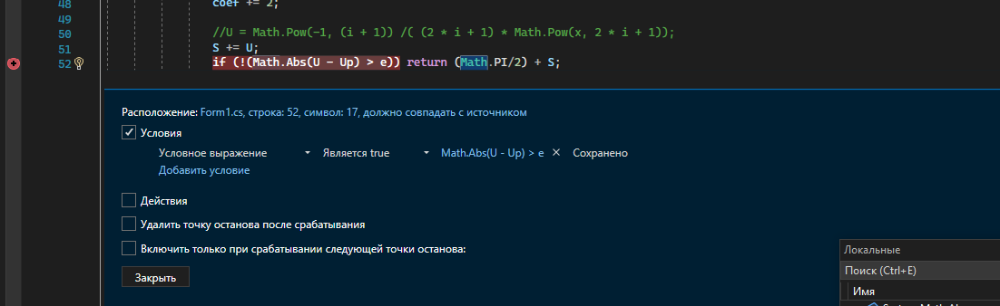 48 coef += 2;
49
50 //U = Math.Pow(-1, (i + 1)) /( (2 * i + 1) * Math.Pow(x, 2 * i + 1));
51 S += U;
52 if (!(Math.Abs(U - Up) > e)) return (Math.PI/2) + S;
Расположение: Form1.cs, строка: 52, символ: 17, должно совпадать с источником
Условия
Условное выражение Является true Math.Abs(U - Up) > e × Сохранено
Добавить условие
Действия
Удалить точку останова после срабатывания
Включить только при срабатывании следующей точки останова:
Закрыть
Локальные
Поиск (Ctrl+E)
Имя